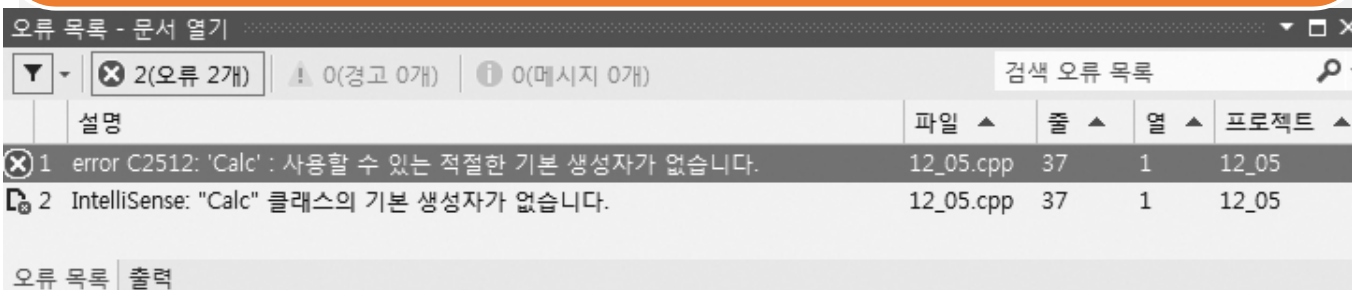 오류 목록 - 문서 열기
2(오류 2개) 0(경고 0개) 0(메시지 0개) 검색 오류 목록
설명 파일 줄 열 프로젝트
1 error C2512: 'Calc' : 사용할 수 있는 적절한 기본 생성자가 없습니다. 12_05.cpp 37 1 12_05
2 IntelliSense: "Calc" 클래스의 기본 생성자가 없습니다. 12_05.cpp 37 1 12_05
오류 목록 출력